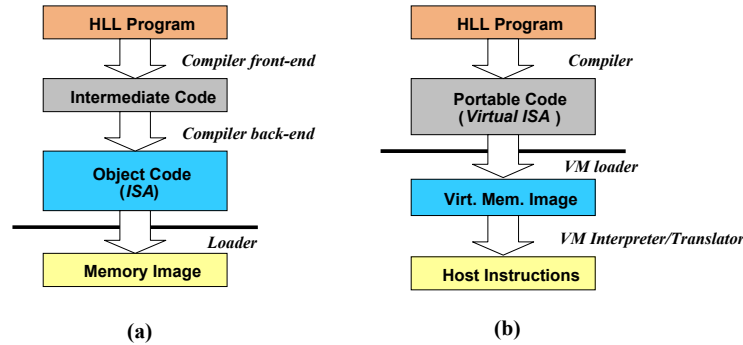 HLL Program
Compiler front-end
Intermediate Code
Compiler back-end
Object Code
(ISA)
Loader
Memory Image
(a)
HLL Program
Compiler
Portable Code
(Virtual ISA )
VM loader
Virt. Mem. Image
VM Interpreter/Translator
Host Instructions
(b)